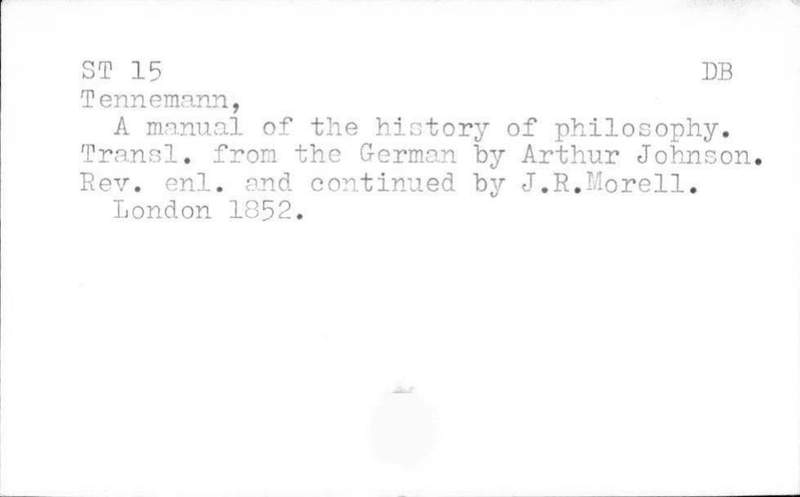 ST 15 DB
Tennemann,
A manual of the history of philosophy.
Transl. from the German by Arthur Johnson.
Rev. enl. and continued by J.R.Morell.
London 1852.